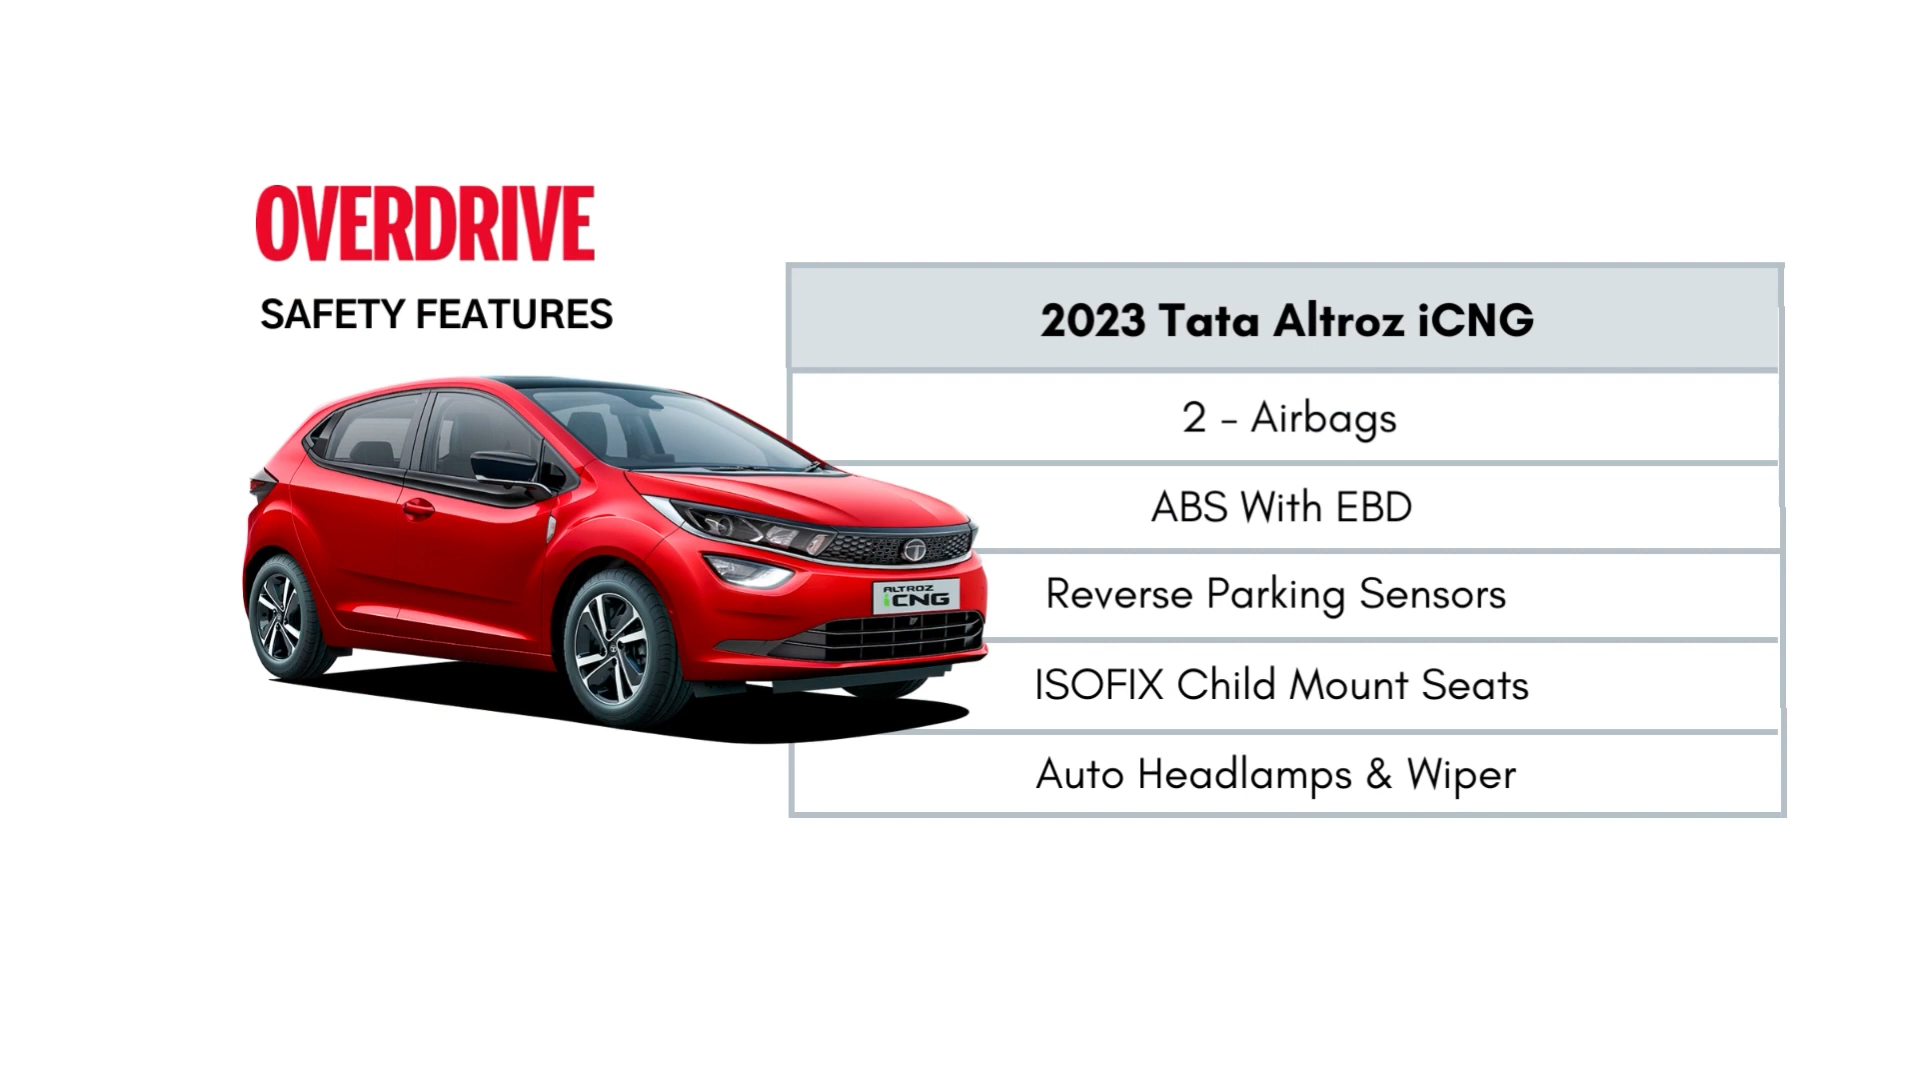 OVERDRIVE
SAFETY FEATURES
2023 Tata Altroz iCNG
2 - Airbags
ABS With EBD
Reverse Parking Sensors
ISOFIX Child Mount Seats
Auto Headlamps & Wiper
ALTROZ
iCNG